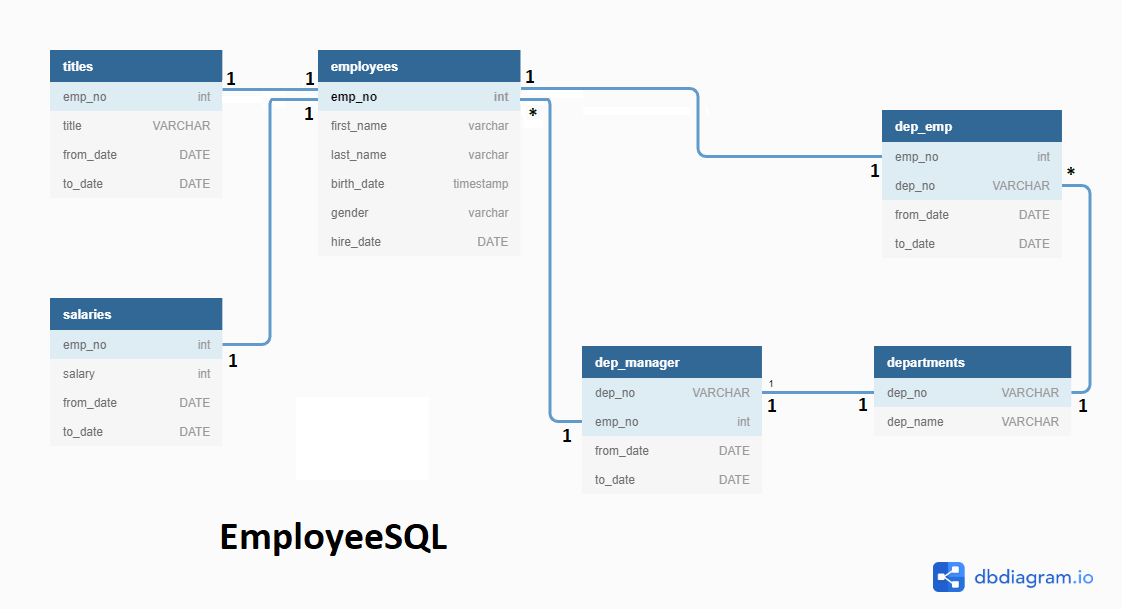 titles
emp_no int
title VARCHAR
from_date DATE
to_date DATE
1
1
1
employees
emp_no int
first_name varchar
last_name varchar
birth_date timestamp
gender varchar
hire_date DATE
1
*
dep_emp
emp_no int
dep_no VARCHAR
from_date DATE
to_date DATE
1
*
salaries
emp_no int
salary int
from_date DATE
to_date DATE
1
dep_manager
dep_no VARCHAR
emp_no int
from_date DATE
to_date DATE
1
1
1
departments
dep_no VARCHAR
dep_name VARCHAR
1
1
EmployeeSQL
dbdiagram.io